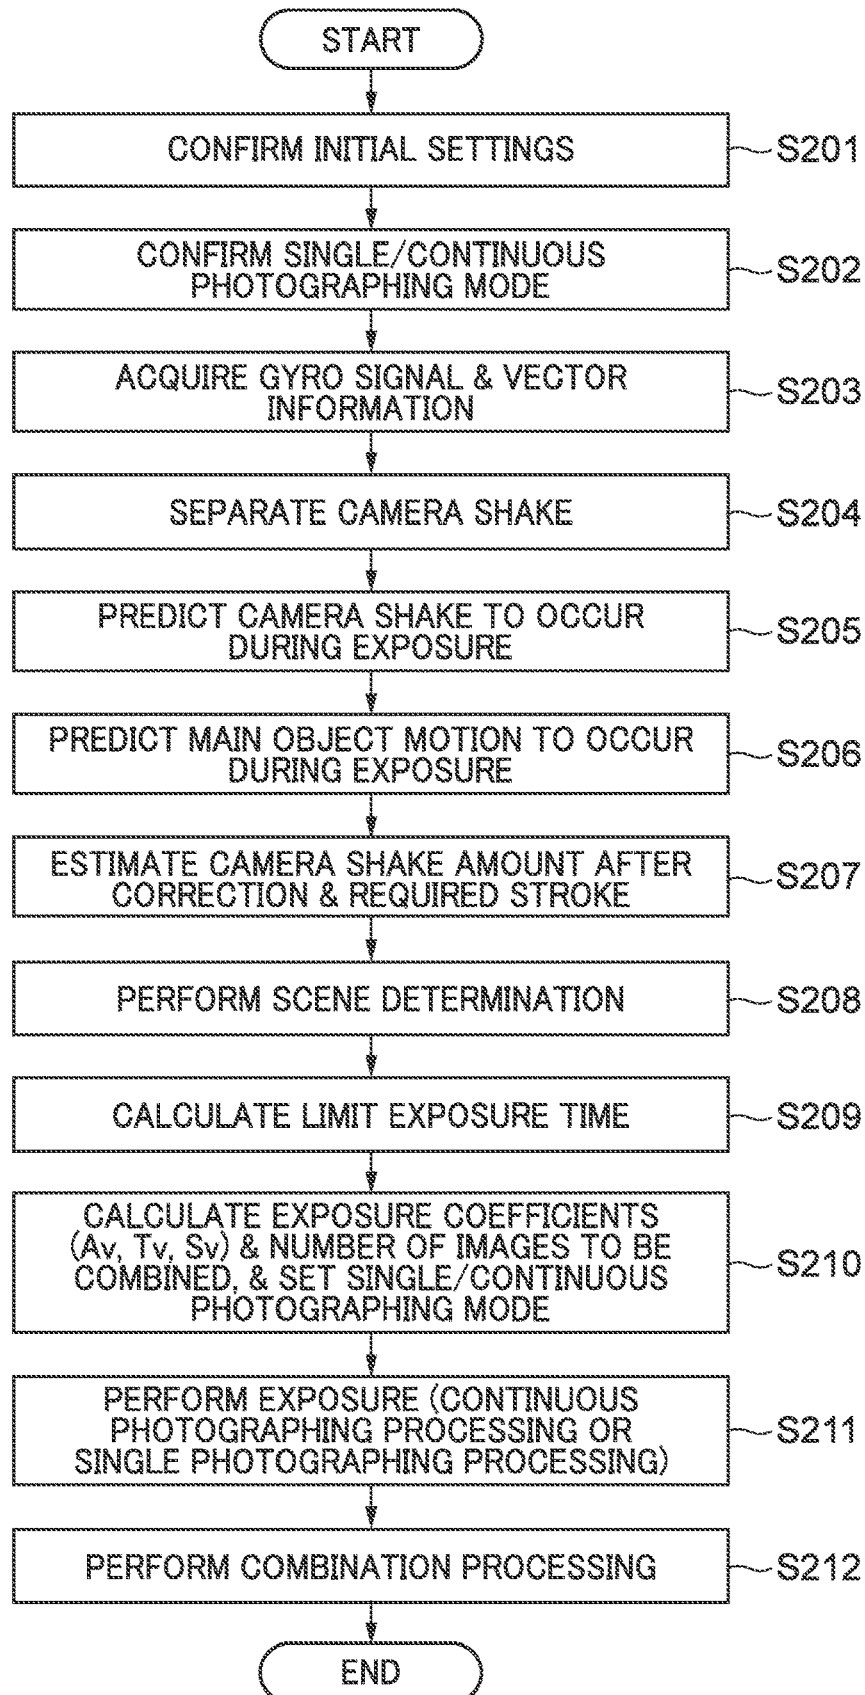 START
CONFIRM INITIAL SETTINGS
S201
CONFIRM SINGLE/CONTINUOUS
PHOTOGRAPHING MODE
S202
ACQUIRE GYRO SIGNAL & VECTOR
INFORMATION
S203
SEPARATE CAMERA SHAKE
S204
PREDICT CAMERA SHAKE TO OCCUR
DURING EXPOSURE
S205
PREDICT MAIN OBJECT MOTION TO OCCUR
DURING EXPOSURE
S206
ESTIMATE CAMERA SHAKE AMOUNT AFTER
CORRECTION & REQUIRED STROKE
S207
PERFORM SCENE DETERMINATION
S208
CALCULATE LIMIT EXPOSURE TIME
S209
CALCULATE EXPOSURE COEFFICIENTS
(Av, Tv, Sv) & NUMBER OF IMAGES TO BE
COMBINED, & SET SINGLE/CONTINUOUS
PHOTOGRAPHING MODE
S210
PERFORM EXPOSURE (CONTINUOUS
PHOTOGRAPHING PROCESSING OR
SINGLE PHOTOGRAPHING PROCESSING)
S211
PERFORM COMBINATION PROCESSING
S212
END